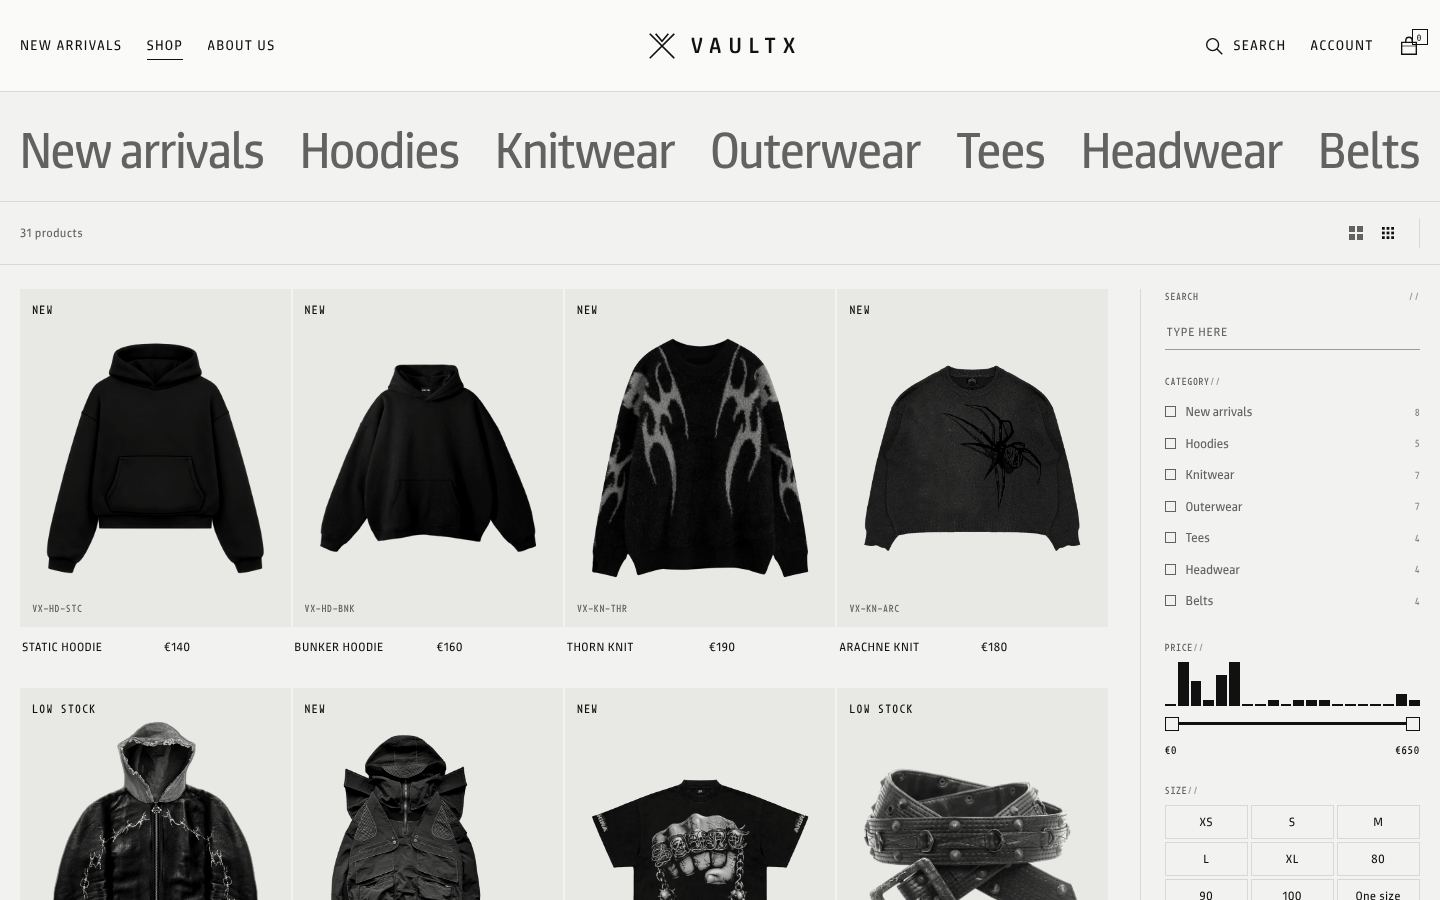 NEW ARRIVALS SHOP ABOUT US
VAULTX
SEARCH ACCOUNT 0
New arrivals Hoodies Knitwear Outerwear Tees Headwear Belts
31 products
NEW
VX-HD-STC
STATIC HOODIE €140
NEW
VX-HD-BNK
BUNKER HOODIE €160
NEW
VX-KN-THR
THORN KNIT €190
NEW
VX-KN-ARC
ARACHNE KNIT €180
LOW STOCK
NEW
NEW
LOW STOCK
SEARCH //
TYPE HERE
CATEGORY//
New arrivals 8
Hoodies 5
Knitwear 7
Outerwear 7
Tees 4
Headwear 4
Belts 4
PRICE//
€0 €650
SIZE//
XS S M
L XL 80
90 100 One size